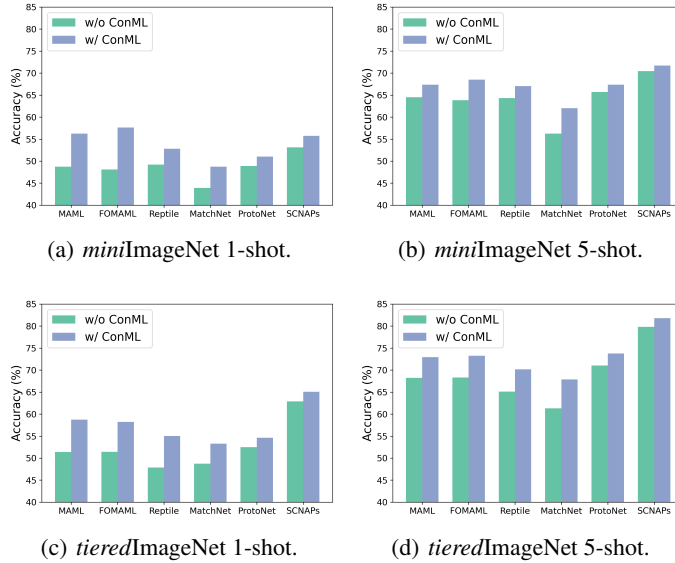 85
80
75
70
65
60
55
50
45
40
Accuracy (%)
w/o ConML
w/ ConML
MAML FOMAML Reptile MatchNet ProtoNet SCNAPs
(a) miniImageNet 1-shot.
85
80
75
70
65
60
55
50
45
40
Accuracy (%)
w/o ConML
w/ ConML
MAML FOMAML Reptile MatchNet ProtoNet SCNAPs
(b) miniImageNet 5-shot.
85
80
75
70
65
60
55
50
45
40
Accuracy (%)
w/o ConML
w/ ConML
MAML FOMAML Reptile MatchNet ProtoNet SCNAPs
(c) tieredImageNet 1-shot.
85
80
75
70
65
60
55
50
45
40
Accuracy (%)
w/o ConML
w/ ConML
MAML FOMAML Reptile MatchNet ProtoNet SCNAPs
(d) tieredImageNet 5-shot.